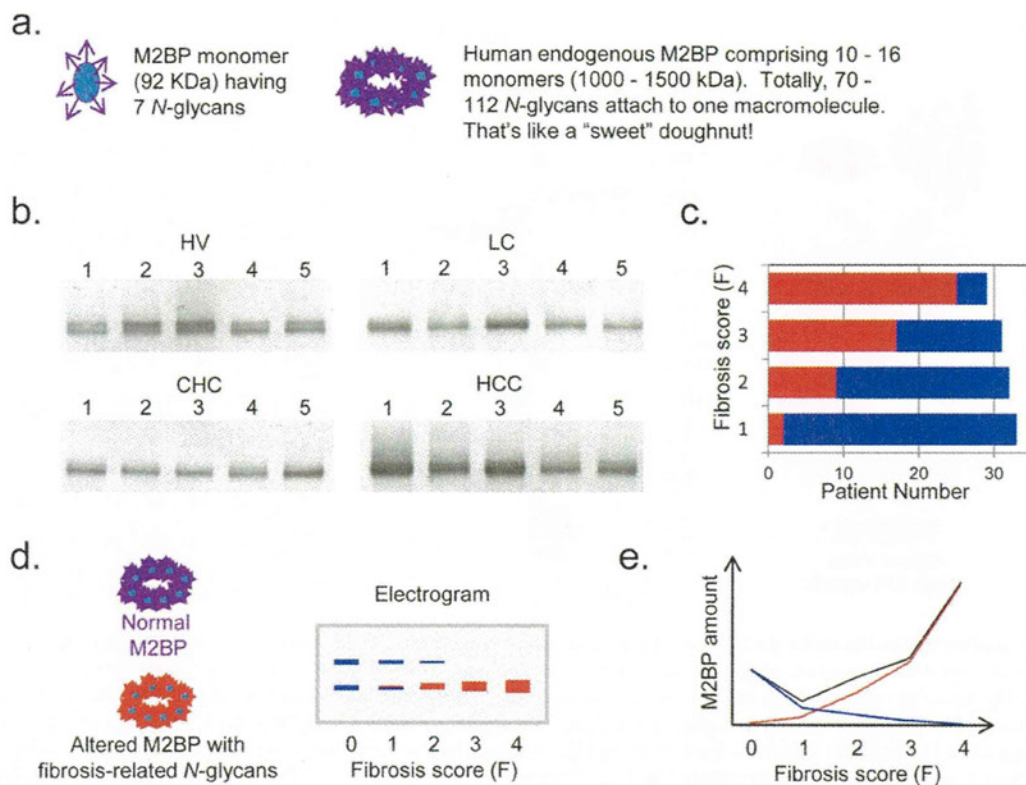 a.
M2BP monomer
(92 KDa) having
7 N-glycans
Human endogenous M2BP comprising 10 - 16
monomers (1000 - 1500 kDa). Totally, 70 -
112 N-glycans attach to one macromolecule.
That's like a "sweet" doughnut!
b.
HV
1 2 3 4 5
LC
1 2 3 4 5
CHC
1 2 3 4 5
HCC
1 2 3 4 5
c.
Fibrosis score (F)
4
3
2
1
0 10 20 30
Patient Number
d.
Normal
M2BP
Altered M2BP with
fibrosis-related N-glycans
Electrogram
0 1 2 3 4
Fibrosis score (F)
e.
M2BP amount
0 1 2 3 4
Fibrosis score (F)